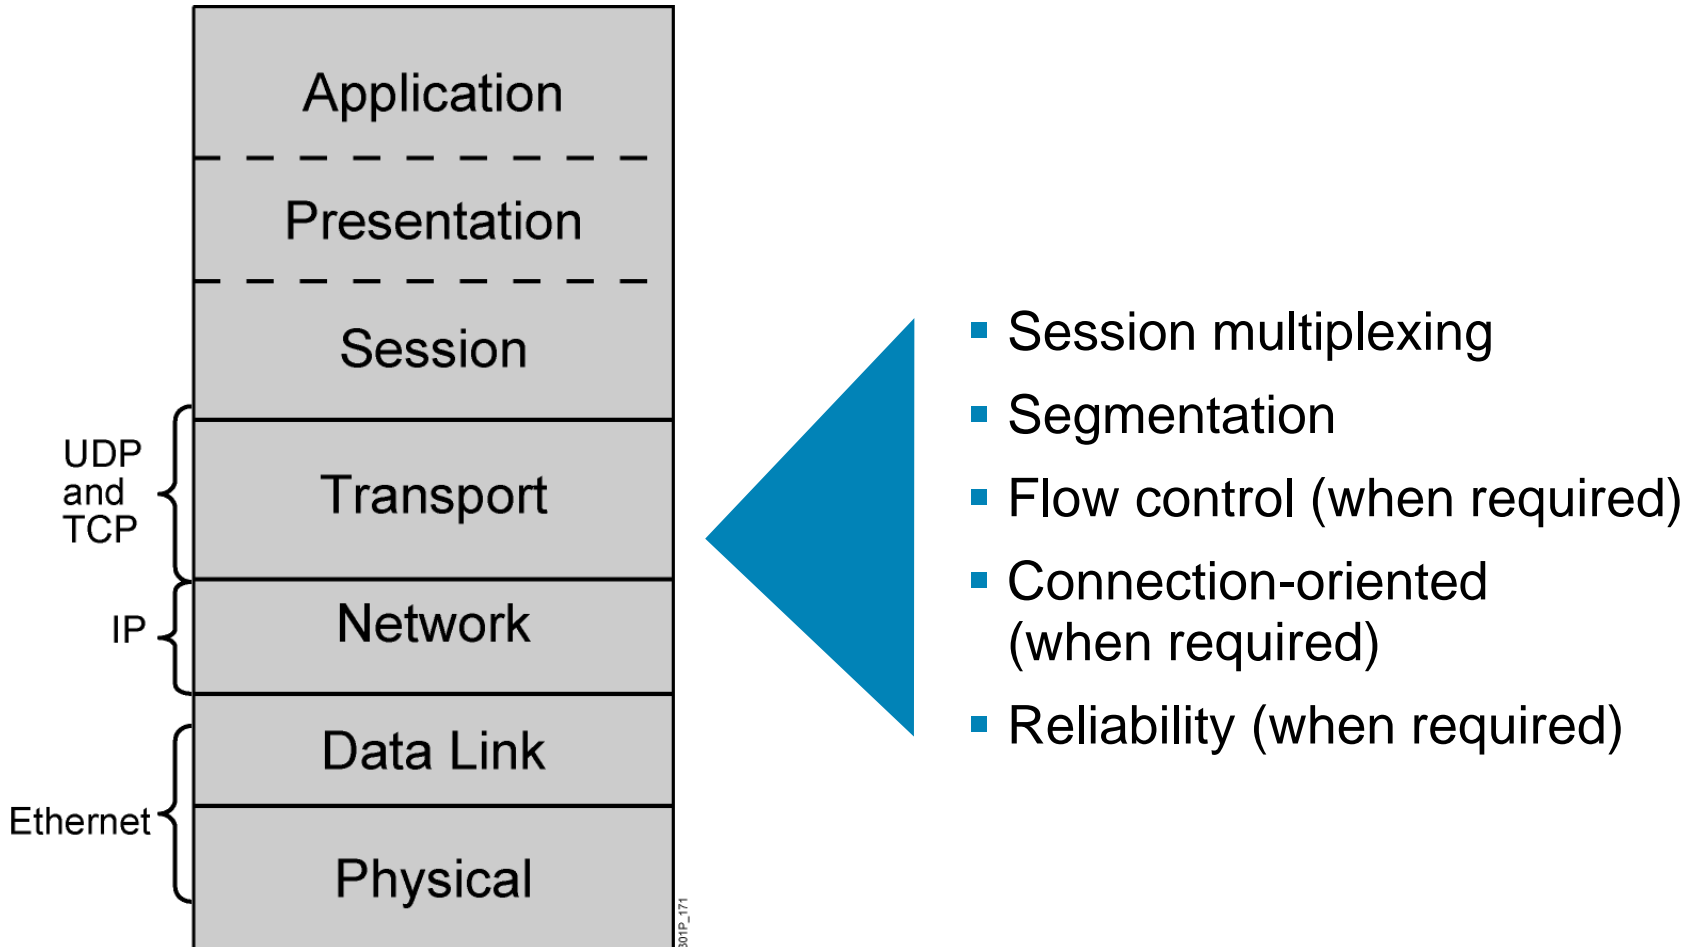 Application
Presentation
Session
UDP
and
TCP
Transport
IP
Network
Data Link
Ethernet
Physical
Session multiplexing
Segmentation
Flow control (when required)
Connection-oriented
(when required)
Reliability (when required)